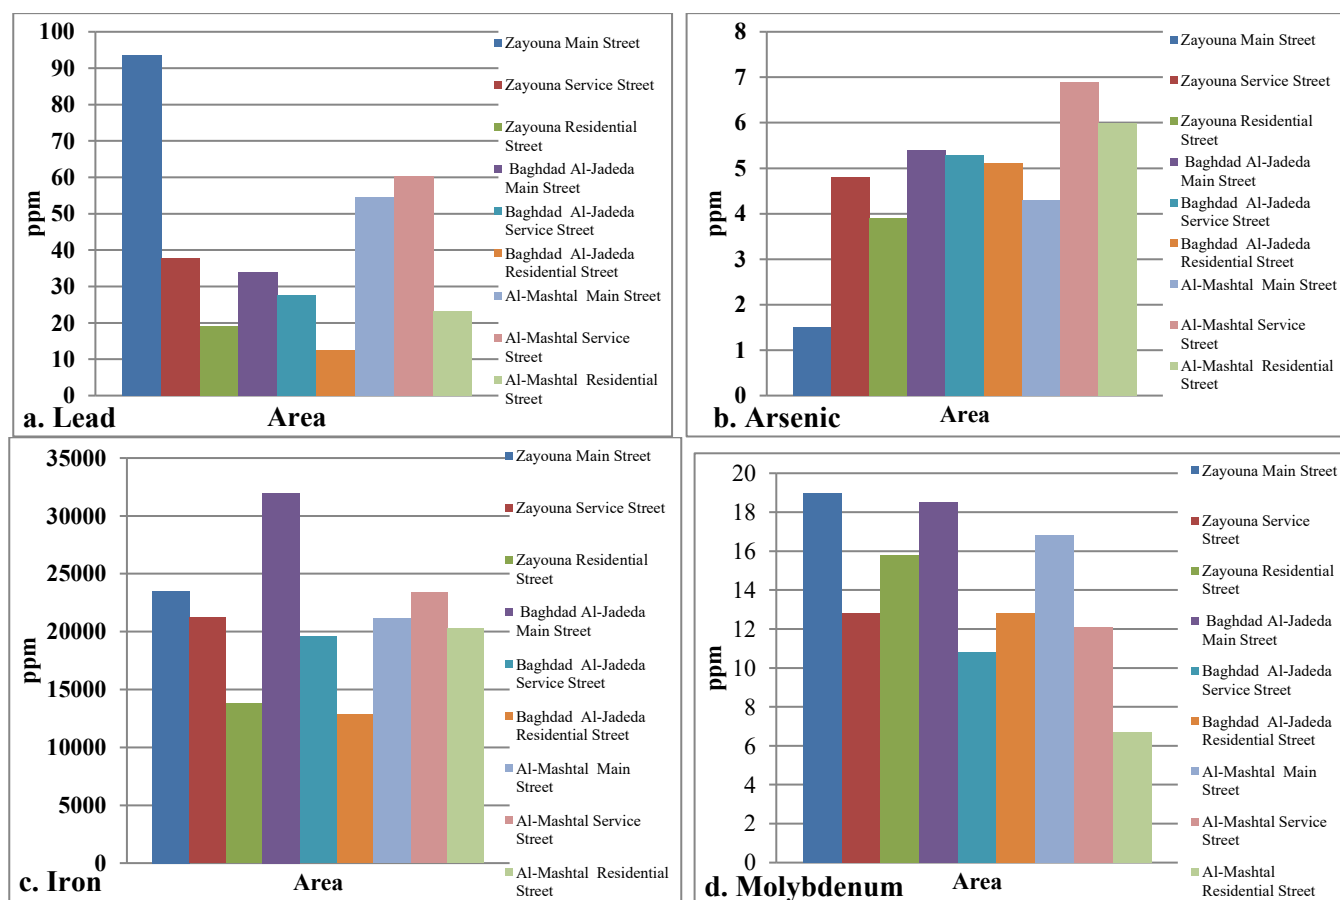 100
90
80
70
60
50
40
30
20
10
0
ppm
Zayouna Main Street
Zayouna Service Street
Zayouna Residential
Street
Baghdad Al-Jadeda
Main Street
Baghdad Al-Jadeda
Service Street
Baghdad Al-Jadeda
Residential Street
Al-Mashtal Main Street
Al-Mashtal Service
Street
Al-Mashtal Residential
Street
a. Lead
Area
8
7
6
5
4
3
2
1
0
ppm
Zayouna Main Street
Zayouna Service Street
Zayouna Residential
Street
Baghdad Al-Jadeda
Main Street
Baghdad Al-Jadeda
Service Street
Baghdad Al-Jadeda
Residential Street
Al-Mashtal Main Street
Al-Mashtal Service
Street
Al-Mashtal Residential
Street
b. Arsenic
Area
35000
30000
25000
20000
15000
10000
5000
0
ppm
Zayouna Main Street
Zayouna Service Street
Zayouna Residential
Street
Baghdad Al-Jadeda
Main Street
Baghdad Al-Jadeda
Service Street
Baghdad Al-Jadeda
Residential Street
Al-Mashtal Main
Street
Al-Mashtal Service
Street
Al-Mashtal Residential
Street
c. Iron
Area
20
18
16
14
12
10
8
6
4
2
0
ppm
Zayouna Main Street
Zayouna Service
Street
Zayouna Residential
Street
Baghdad Al-Jadeda
Main Street
Baghdad Al-Jadeda
Service Street
Baghdad Al-Jadeda
Residential Street
Al-Mashtal Main
Street
Al-Mashtal Service
Street
Al-Mashtal
Residential Street
d. Molybdenum
Area